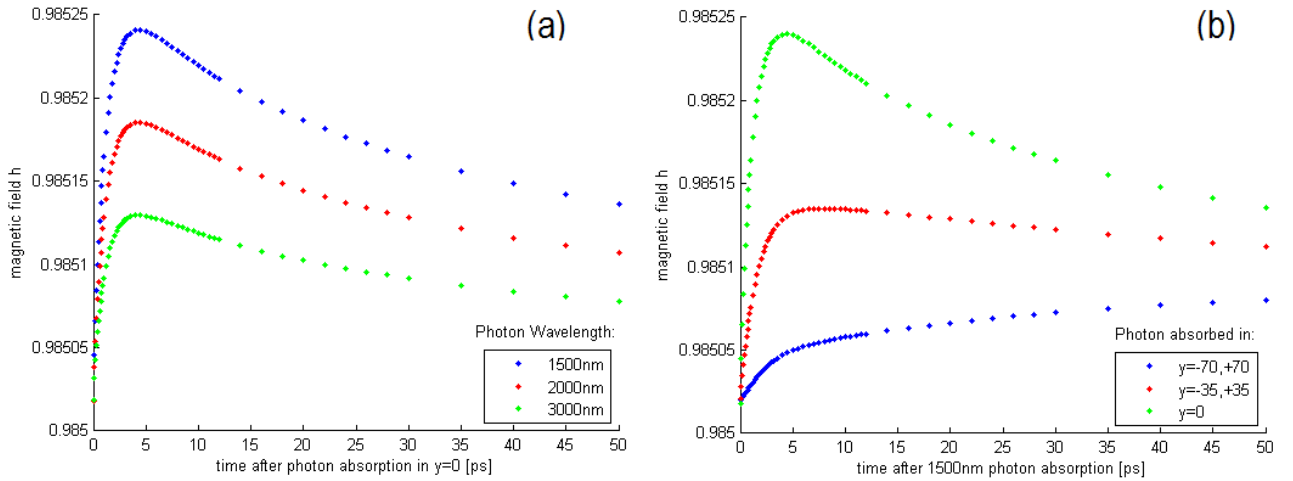 (a)
magnetic field h
0.98525
0.9852
0.98515
0.9851
0.98505
0.985
0 5 10 15 20 25 30 35 40 45 50
time after photon absorption in y=0 [ps]
Photon Wavelength:
1500nm
2000nm
3000nm
(b)
magnetic field h
0.98525
0.9852
0.98515
0.9851
0.98505
0.985
0 5 10 15 20 25 30 35 40 45 50
time after 1500nm photon absorption [ps]
Photon absorbed in:
y=-70,+70
y=-35,+35
y=0